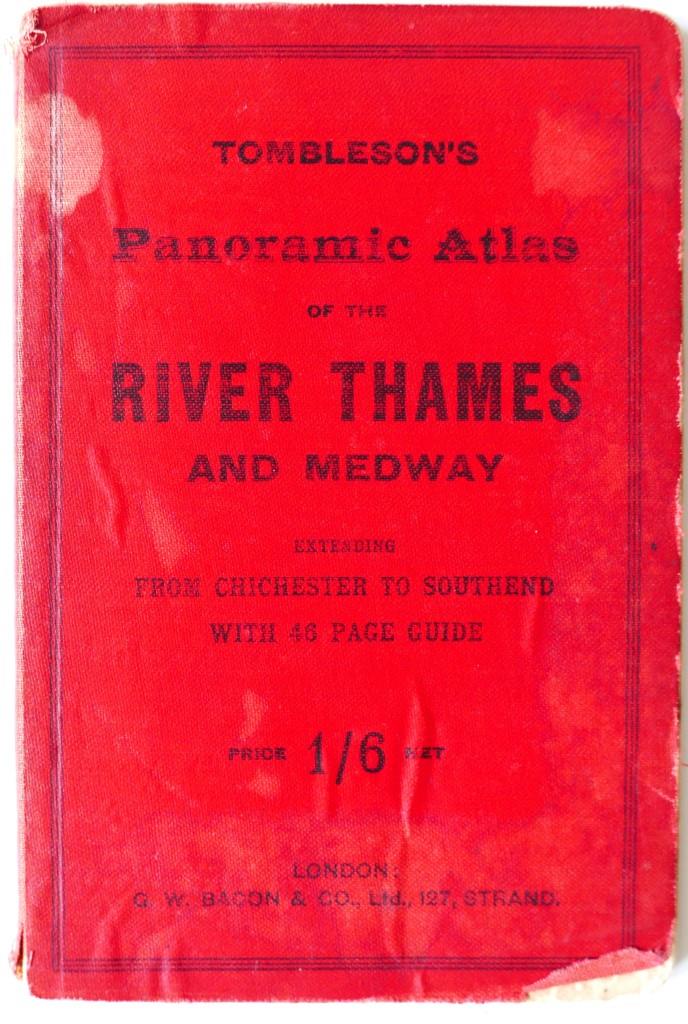 TOMBLESON'S
Panoramic Atlas
OF THE
RIVER THAMES
AND MEDWAY
EXTENDING
FROM CHICHESTER TO SOUTHEND
WITH 46 PAGE GUIDE
PRICE 1/6 NET
LONDON:
G. W. BACON & CO., Ltd., 127, STRAND.